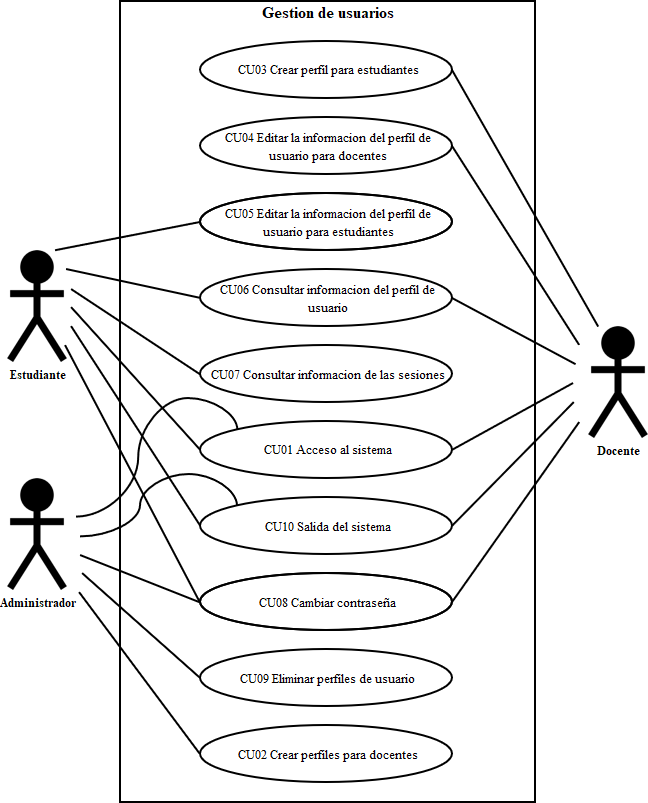 Gestion de usuarios
CU03 Crear perfil para estudiantes
CU04 Editar la informacion del perfil de
usuario para docentes
CU05 Editar la informacion del perfil de
usuario para estudiantes
CU06 Consultar informacion del perfil de
usuario
Estudiante
CU07 Consultar informacion de las sesiones
CU01 Acceso al sistema
Docente
CU10 Salida del sistema
Administrador
CU08 Cambiar contraseña
CU09 Eliminar perfiles de usuario
CU02 Crear perfiles para docentes